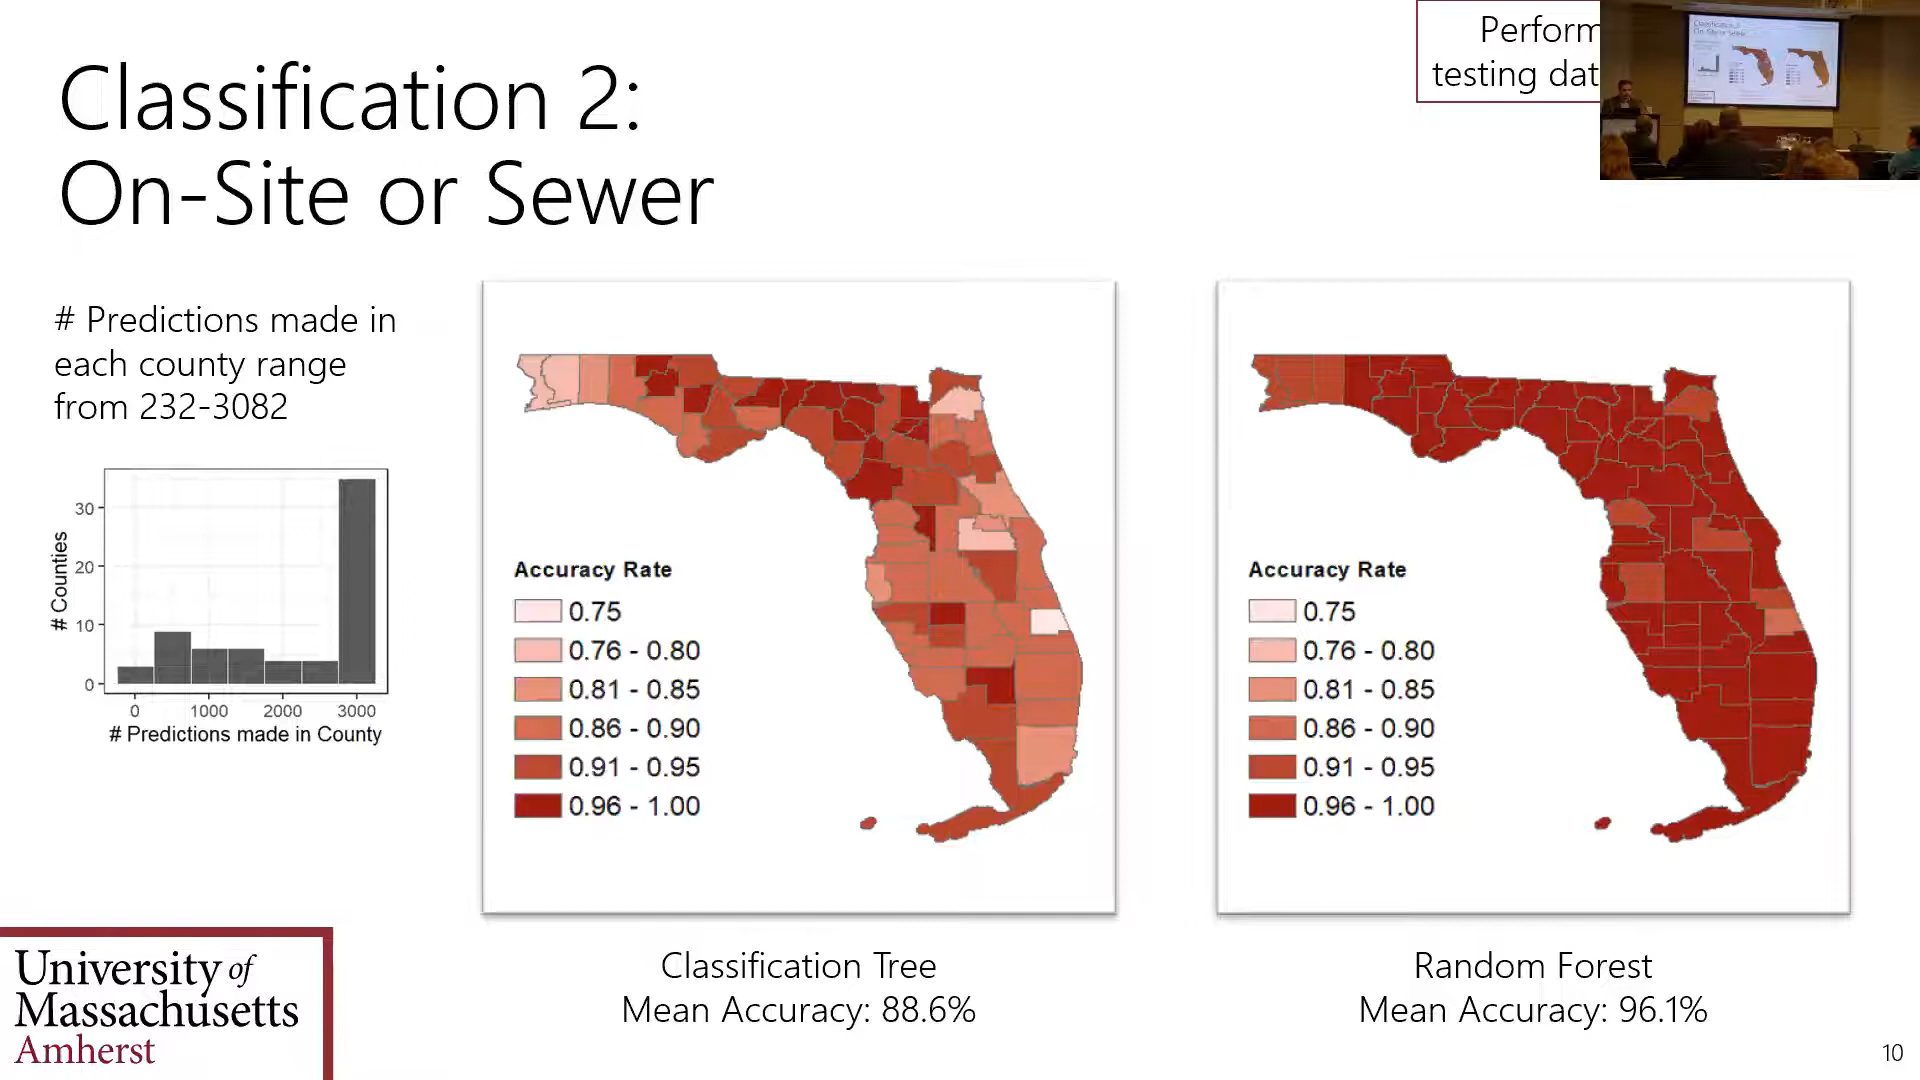 Classification 2:
On-Site or Sewer
Perform
testing dat
# Predictions made in
each county range
from 232-3082
# Counties
30
20
10
0
0 1000 2000 3000
# Predictions made in County
Accuracy Rate
0.75
0.76 - 0.80
0.81 - 0.85
0.86 - 0.90
0.91 - 0.95
0.96 - 1.00
Classification Tree
Mean Accuracy: 88.6%
Accuracy Rate
0.75
0.76 - 0.80
0.81 - 0.85
0.86 - 0.90
0.91 - 0.95
0.96 - 1.00
Random Forest
Mean Accuracy: 96.1%
University of
Massachusetts
Amherst
10